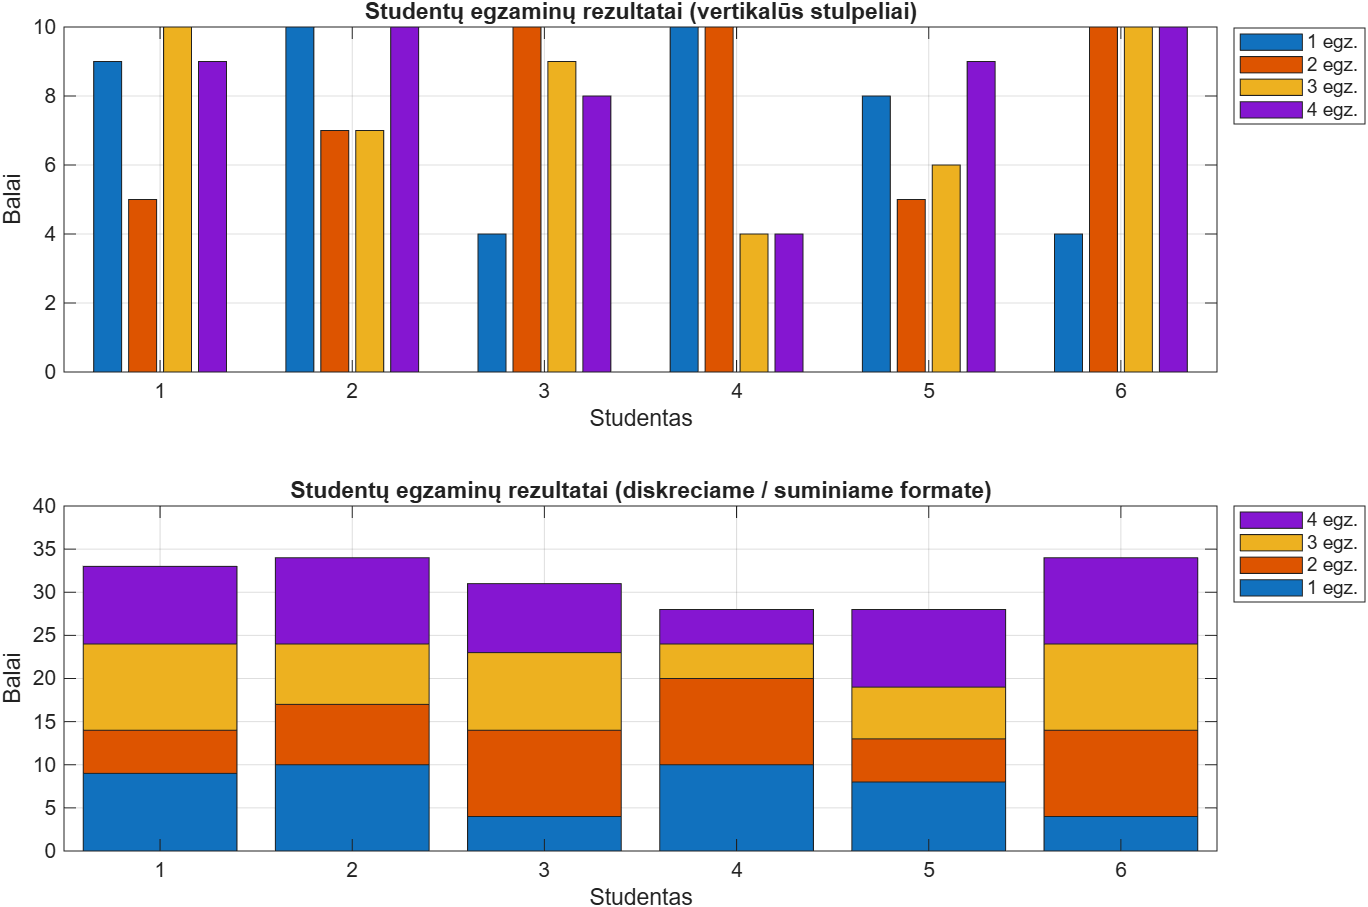 Studentų egzaminų rezultatai (vertikalūs stulpeliai)
10
8
6
4
2
0
Balai
1 2 3 4 5 6
Studentas
1 egz.
2 egz.
3 egz.
4 egz.
Studentų egzaminų rezultatai (diskreciame / suminiame formate)
40
35
30
25
20
15
10
5
0
Balai
1 2 3 4 5 6
Studentas
4 egz.
3 egz.
2 egz.
1 egz.